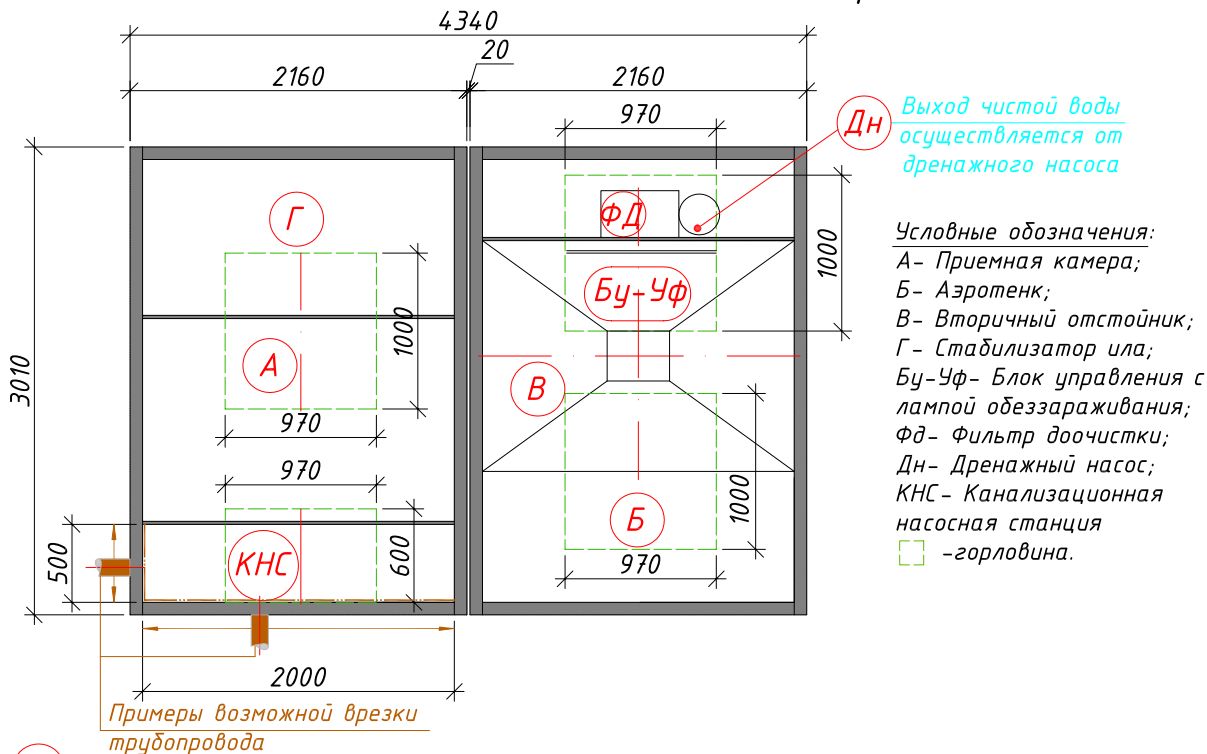 4340
20
2160
2160
970
Дн
Выход чистой воды
осуществляется от
дренажного насоса
Г
ФД
1000
Условные обозначения:
А- Приемная камера;
Б- Аэротенк;
В- Вторичный отстойник;
Г- Стабилизатор ила;
Бу-Уф- Блок управления с
лампой обеззараживания;
Фд- Фильтр доочистки;
Дн- Дренажный насос;
КНС- Канализационная
насосная станция
-горловина.
Бу-Уф
1000
3010
А
В
970
970
1000
Б
500
КНС
600
970
2000
Примеры возможной врезки
трубопровода